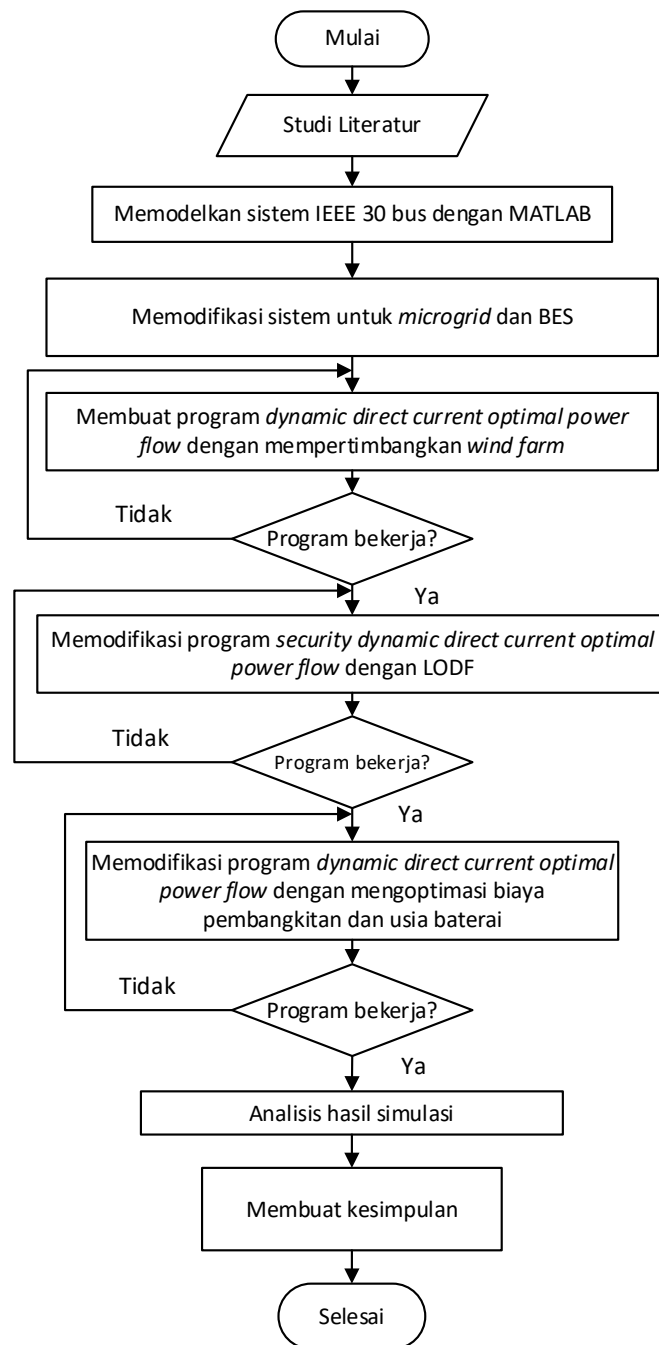 Mulai
Studi Literatur
Memodelkan sistem IEEE 30 bus dengan MATLAB
Memodifikasi sistem untuk microgrid dan BES
Membuat program dynamic direct current optimal power
flow dengan mempertimbangkan wind farm
Tidak
Program bekerja?
Ya
Memodifikasi program security dynamic direct current optimal
power flow dengan LODF
Tidak
Program bekerja?
Ya
Memodifikasi program dynamic direct current optimal
power flow dengan mengoptimasi biaya
pembangkitan dan usia baterai
Tidak
Program bekerja?
Ya
Analisis hasil simulasi
Membuat kesimpulan
Selesai